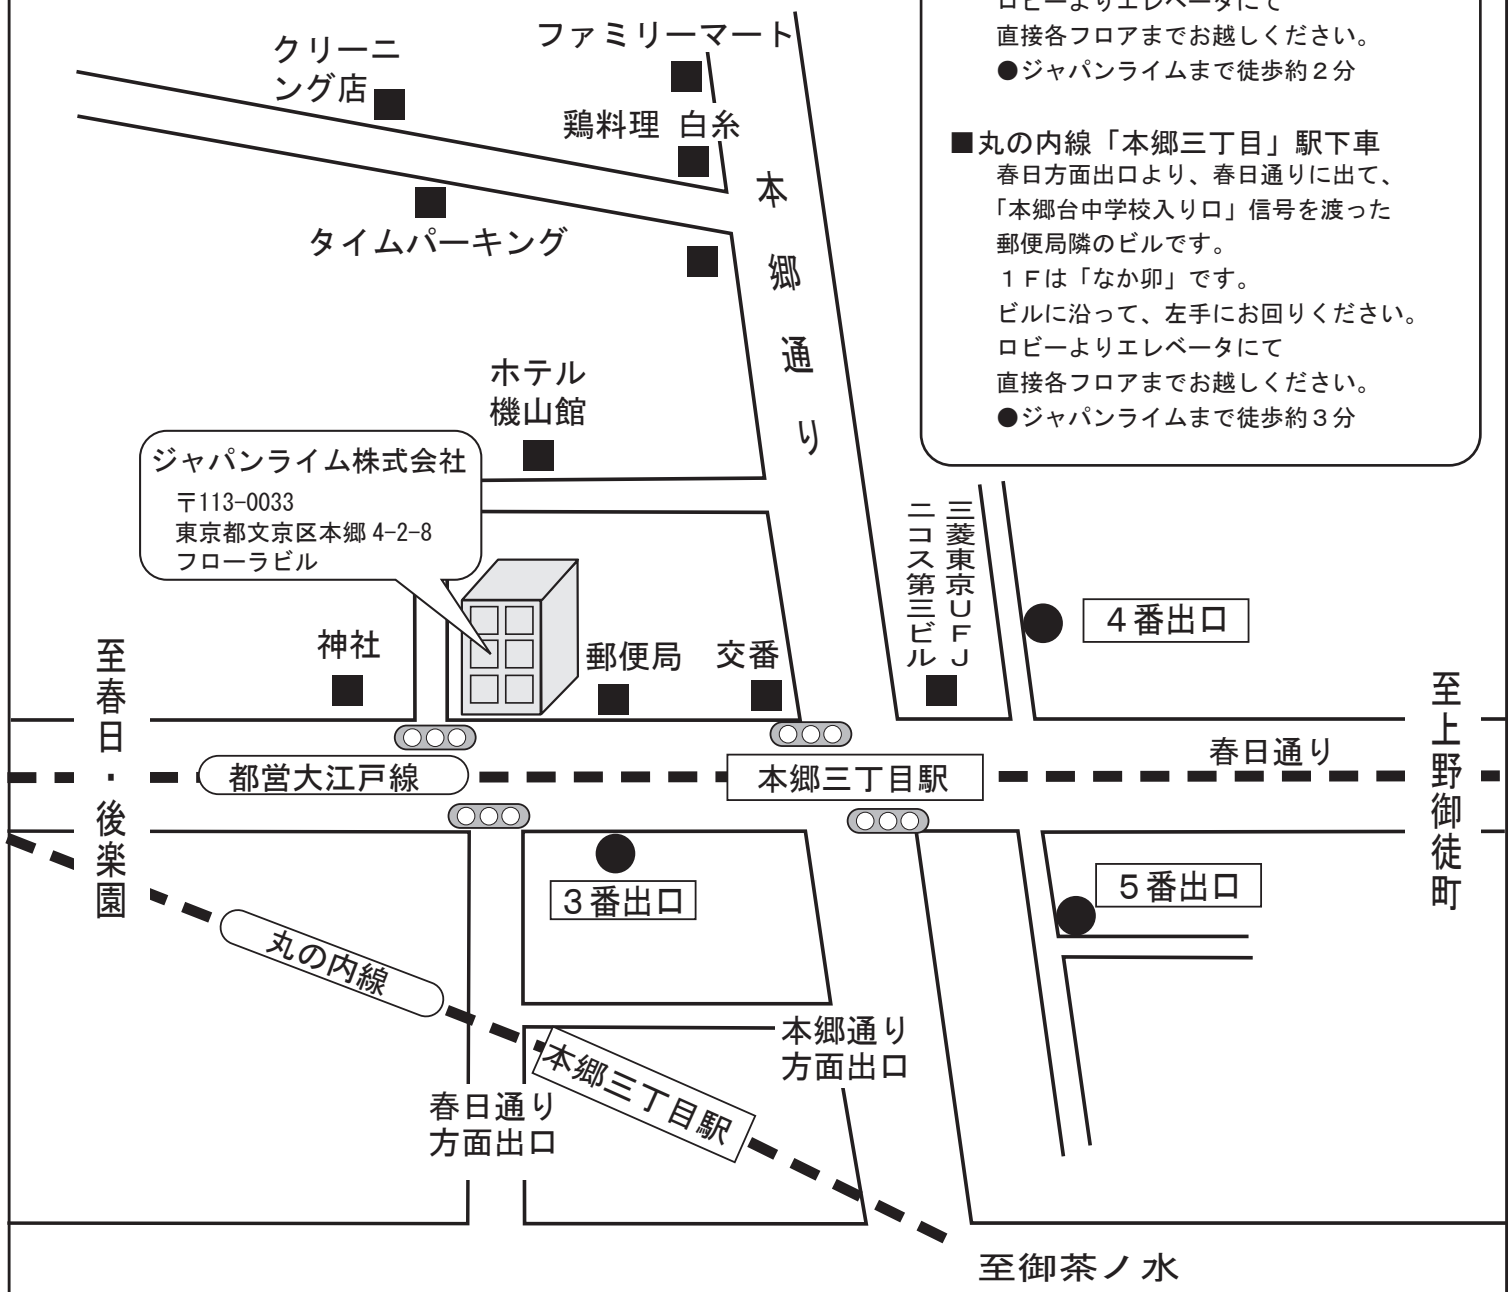 ロビーよりエレベータにて
直接各フロアまでお越しください。
●ジャパンライムまで徒歩約２分
■丸の内線「本郷三丁目」駅下車
春日方面出口より、春日通りに出て、
「本郷台中学校入り口」信号を渡った
郵便局隣のビルです。
１Ｆは「なか卯」です。
ビルに沿って、左手にお回りください。
ロビーよりエレベータにて
直接各フロアまでお越しください。
●ジャパンライムまで徒歩約３分
ファミリーマート
クリーニ
ング店
鶏料理 白糸
タイムパーキング
本郷通り
ホテル
機山館
ジャパンライム株式会社
〒113-0033
東京都文京区本郷 4-2-8
フローラビル
三菱東京ＵＦＪ
ニコス第三ビル
４番出口
神社
郵便局
交番
至春日・後楽園
至上野御徒町
春日通り
都営大江戸線
本郷三丁目駅
３番出口
５番出口
丸の内線
本郷三丁目駅
本郷通り
方面出口
春日通り
方面出口
至御茶ノ水